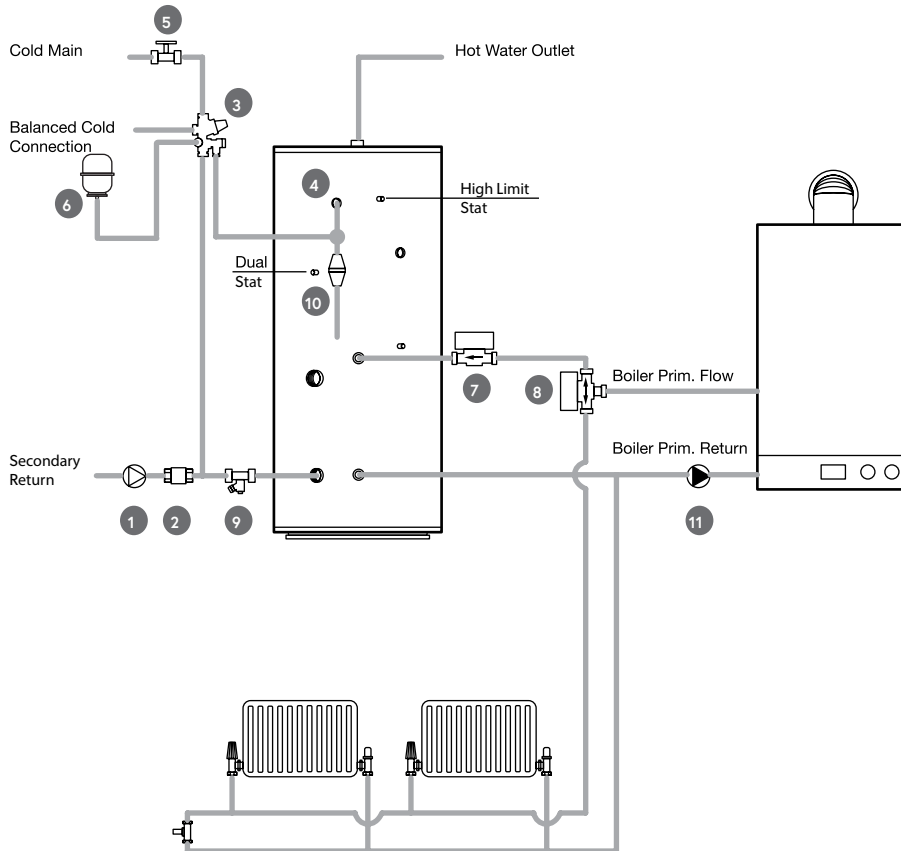 5
Cold Main
Hot Water Outlet
3
Balanced Cold
Connection
4
High Limit
Stat
6
Dual
Stat
10
7
8
Boiler Prim. Flow
Boiler Prim. Return
Secondary
Return
1
2
9
11